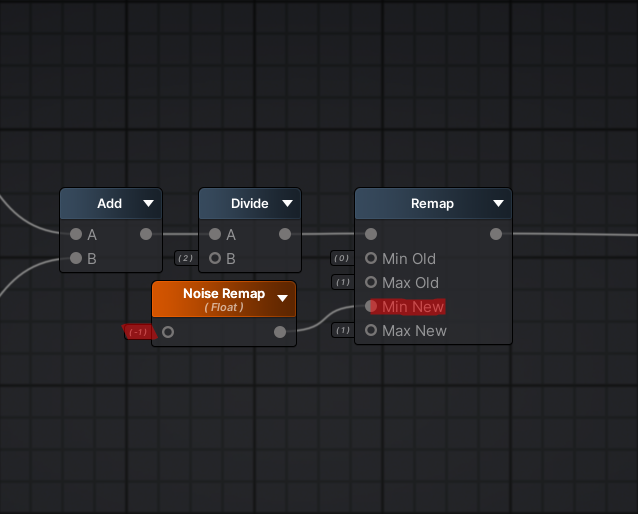 Add
A
B
Divide
A
(2)
B
Noise Remap
( Float )
(-1)
Remap
(0)
Min Old
(1)
Max Old
Min New
(1)
Max New